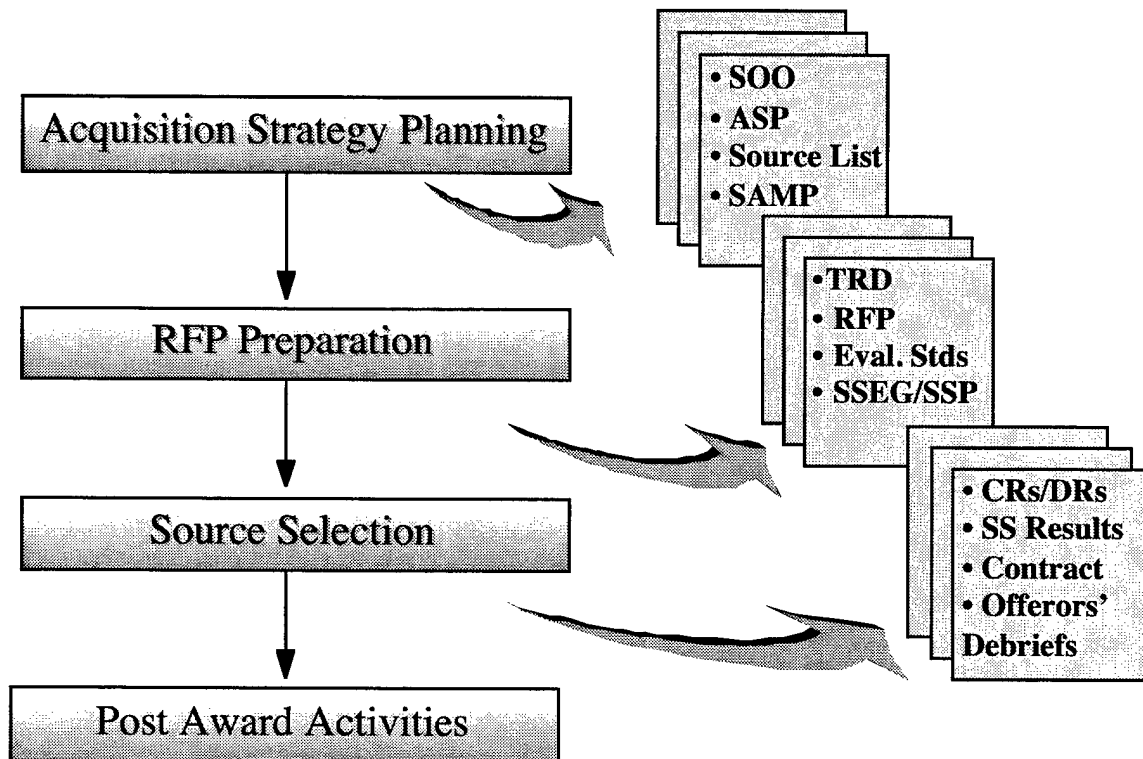 Acquisition Strategy Planning
RFP Preparation
Source Selection
Post Award Activities
• SOO
• ASP
• Source List
• SAMP
•TRD
• RFP
• Eval. Stds
• SSEG/SSP
• CRs/DRs
• SS Results
• Contract
• Offerors’
Debriefs